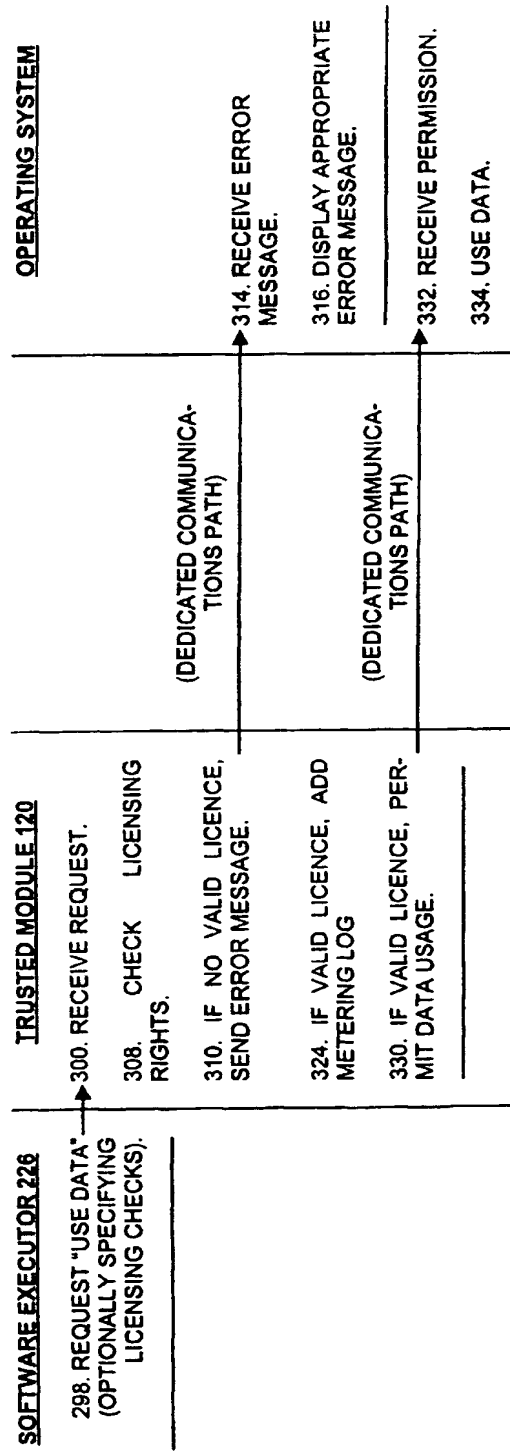 SOFTWARE EXECUTOR 226
298. REQUEST "USE DATA"
(OPTIONALLY SPECIFYING
LICENSING CHECKS).
TRUSTED MODULE 120
300. RECEIVE REQUEST.
308. CHECK LICENSING
RIGHTS.
310. IF NO VALID LICENCE,
SEND ERROR MESSAGE.
324. IF VALID LICENCE, ADD
METERING LOG
330. IF VALID LICENCE, PER-
MIT DATA USAGE.
(DEDICATED COMMUNICA-
TIONS PATH)
(DEDICATED COMMUNICA-
TIONS PATH)
OPERATING SYSTEM
314. RECEIVE ERROR
MESSAGE.
316. DISPLAY APPROPRIATE
ERROR MESSAGE.
332. RECEIVE PERMISSION.
334. USE DATA.